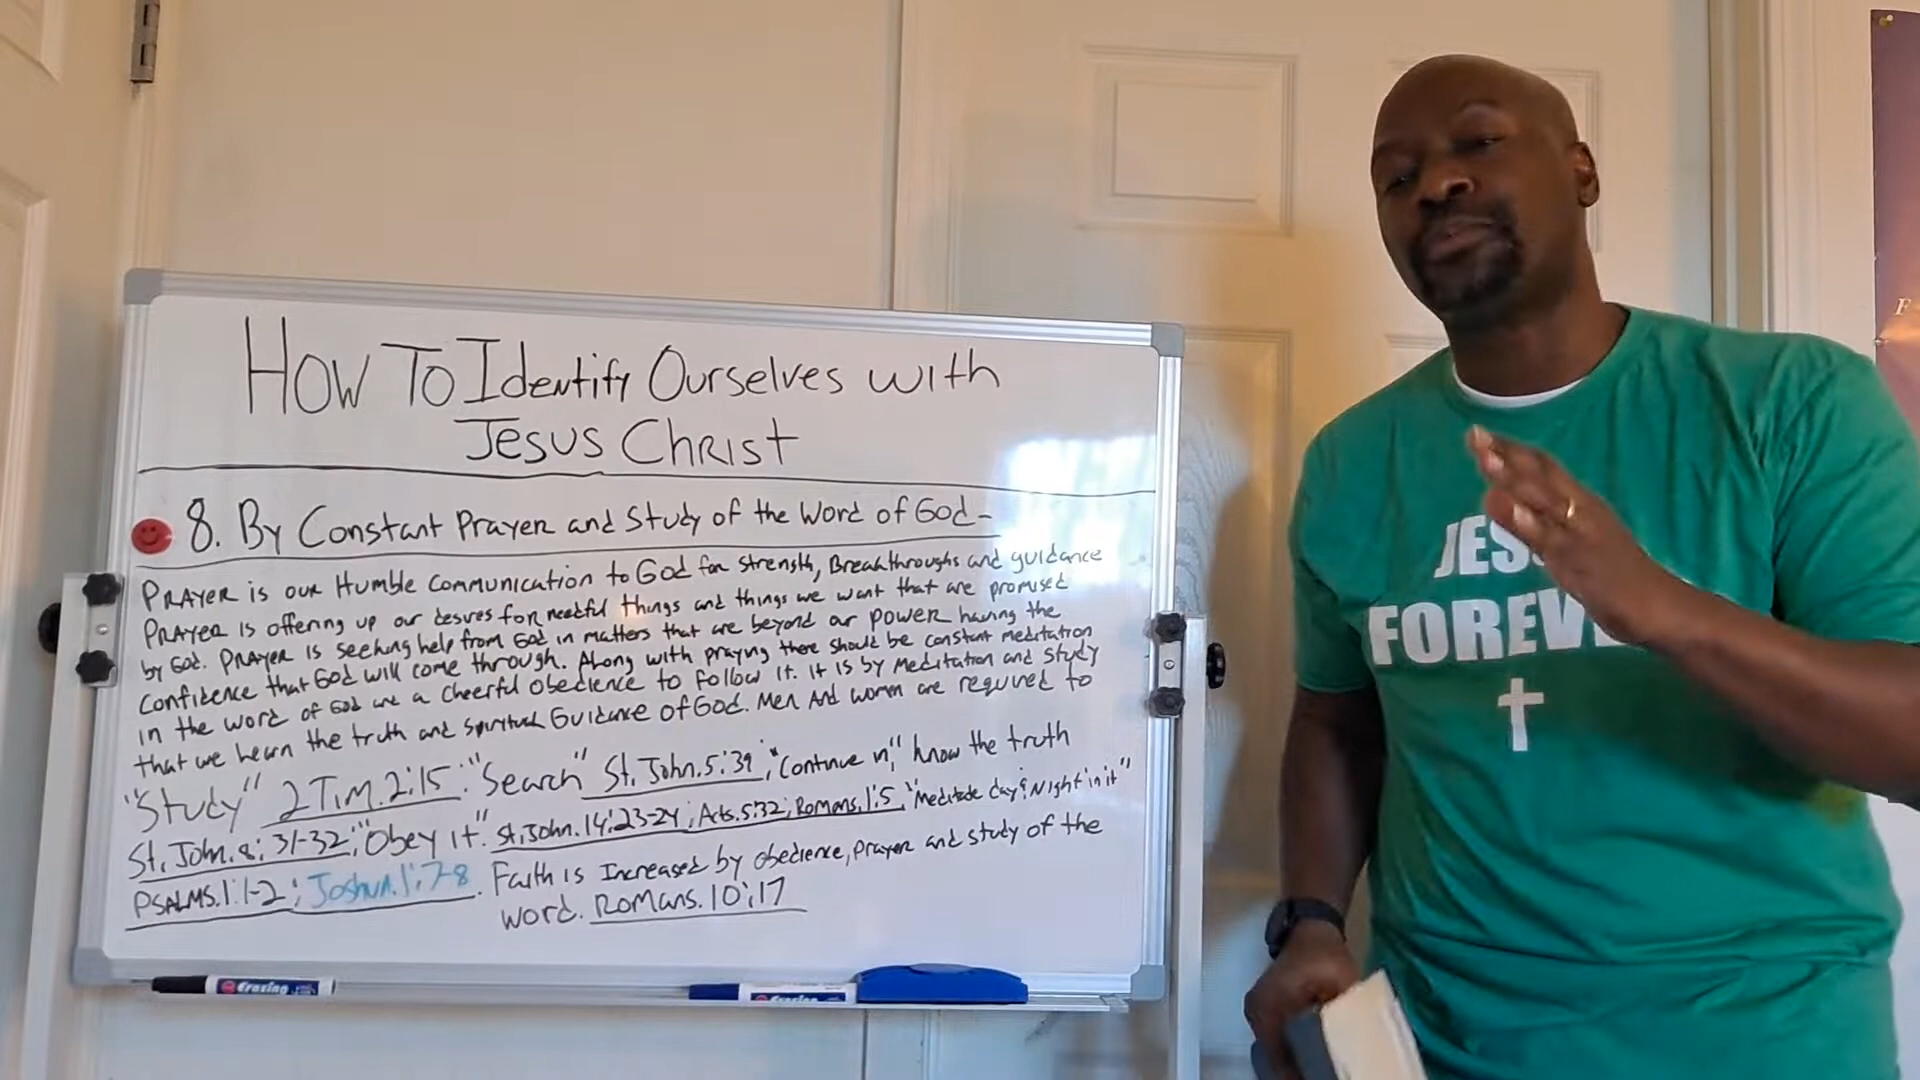 HOW TO Identify Ourselves with
Jesus Christ
8. By Constant Prayer and Study of the Word of God-
PRAYER is our Humble Communication to God for strength, Breakthroughs and guidance
PRAYER is offering up our desires for needful things and things we want that are promised
by God. PRAYER is seeking help from God in matters that are beyond our power having the
confidence that God will come through. Along with praying there should be constant meditation
in the word of God and a cheerful obedience to follow it. it is by Meditation and Study
that we learn the truth and spiritual Guidance of God. Men And women are required to
"Study" 2 Tim. 2:15. "Search" St. John. 5:39; "Continue in," know the truth
St. John. 8: 31-32; "Obey it". St. John. 14:23-24; Acts. 5:32; Romans. 1:5. "Meditate day & Night in it"
PSALMS. 1:1-2; Joshua. 1:7-8. Faith is Increased by obedience, prayer and study of the
word. Romans. 10:17
Erasing
Erasing
JES
FOREV
F